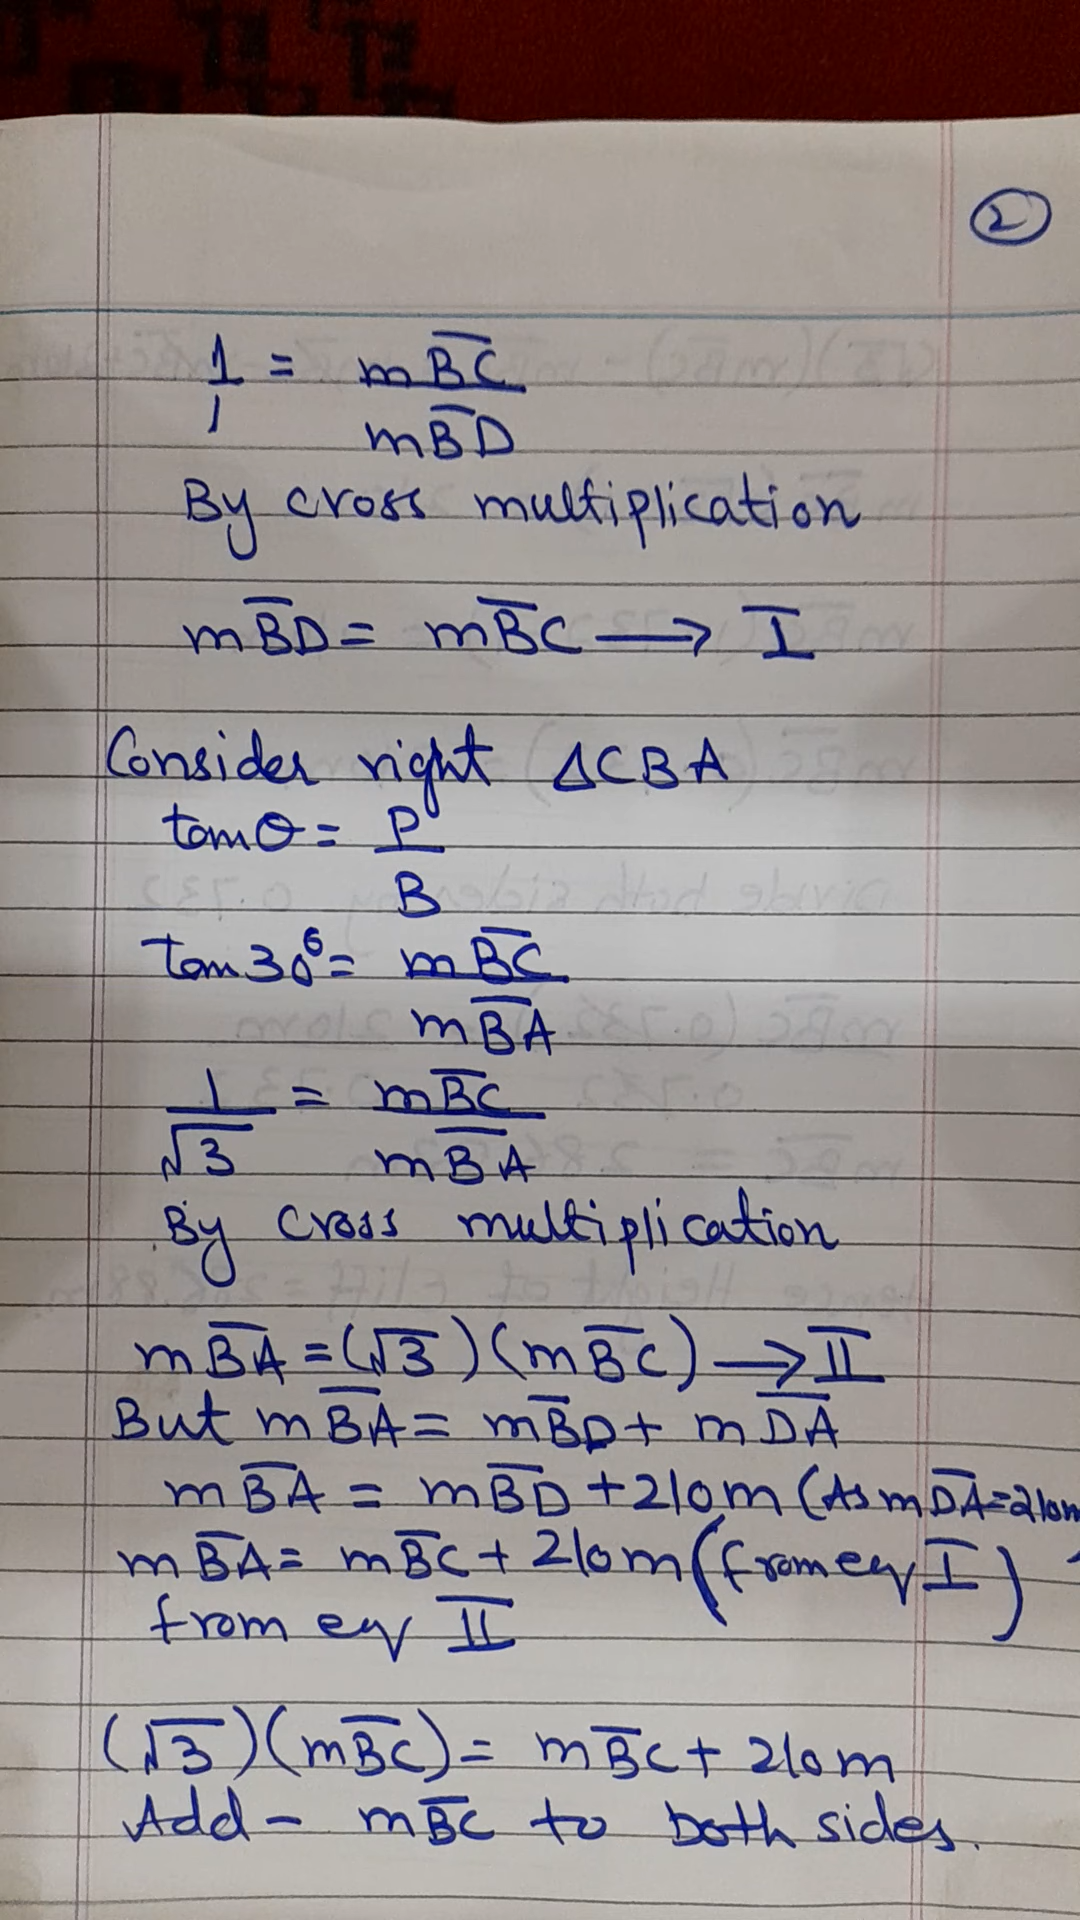 2
1/1 = mB̅C̅/mB̅D̅
By cross multiplication
mB̅D̅ = mB̅C̅ → I
Consider right ΔCBA
tanθ = P/B
tan30° = mB̅C̅/mB̅A̅
1/√3 = mB̅C̅/mB̅A̅
By cross multiplication
mB̅A̅ = (√3)(mB̅C̅) → II
But mB̅A̅ = mB̅D̅ + mD̅A̅
mB̅A̅ = mB̅D̅ + 210m (As mD̅A̅=210m
mB̅A̅ = mB̅C̅ + 210m (from eq I)
from eq II
(√3)(mB̅C̅) = mB̅C̅ + 210m
Add - mB̅C̅ to both sides.